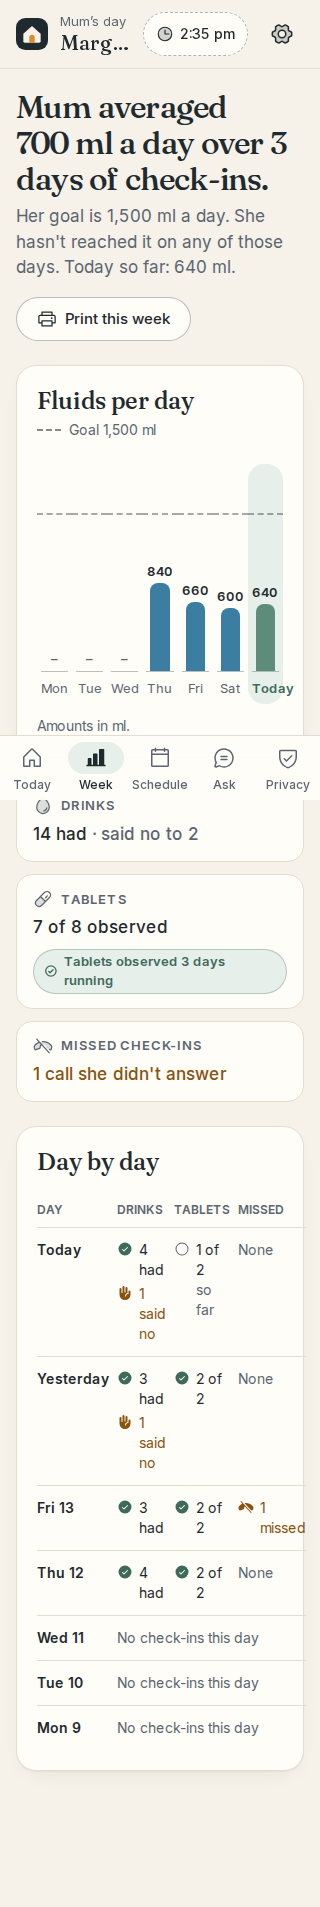 Mum's day
Marg...
2:35 pm
Mum averaged
700 ml a day over 3
days of check-ins.
Her goal is 1,500 ml a day. She
hasn't reached it on any of those
days. Today so far: 640 ml.
Print this week
Fluids per day
Goal 1,500 ml
840
660
600
640
– – –
Mon Tue Wed Thu Fri Sat Today
Amounts in ml.
Today Week Schedule Ask Privacy
DRINKS
14 had · said no to 2
TABLETS
7 of 8 observed
Tablets observed 3 days
running
MISSED CHECK-INS
1 call she didn't answer
Day by day
DAY DRINKS TABLETS MISSED
Today 4 1 of None
had 2
1 so
said far
no
Yesterday 3 2 of None
had 2
1
said
no
Fri 13 3 2 of 1
had 2 missed
Thu 12 4 2 of None
had 2
Wed 11 No check-ins this day
Tue 10 No check-ins this day
Mon 9 No check-ins this day